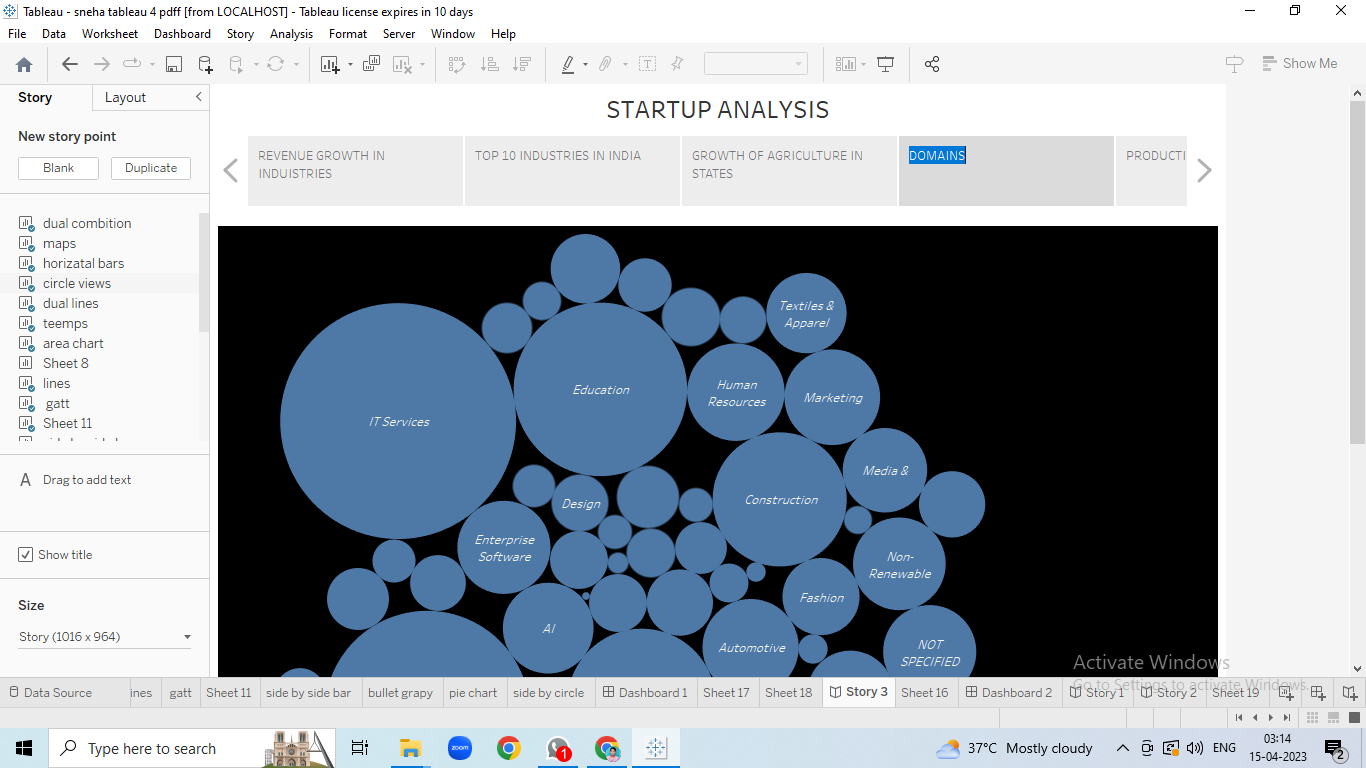 Tableau - sneha tableau 4 pdff [from LOCALHOST] - Tableau license expires in 10 days
File Data Worksheet Dashboard Story Analysis Format Server Window Help
Show Me
Story Layout
New story point
Blank Duplicate
dual combition
maps
horizatal bars
circle views
dual lines
teemps
area chart
Sheet 8
lines
gatt
Sheet 11
A Drag to add text
Show title
Size
Story (1016 x 964)
STARTUP ANALYSIS
REVENUE GROWTH IN
INDUISTRIES
TOP 10 INDUSTRIES IN INDIA
GROWTH OF AGRICULTURE IN
STATES
DOMAINS
PRODUCTI
Textiles &
Apparel
Education
Human
Resources
Marketing
IT Services
Media &
Construction
Design
Enterprise
Software
Non-
Renewable
Fashion
AI
Automotive
NOT
SPECIFIED
Activate Windows
Go to Settings to activate Windows.
Data Source ines gatt Sheet 11 side by side bar bullet grapy pie chart side by circle Dashboard 1 Sheet 17 Sheet 18 Story 3 Sheet 16 Dashboard 2 Story 1 Story 2 Sheet 19
Type here to search
zoom
1
37°C Mostly cloudy
ENG
03:14
15-04-2023
2